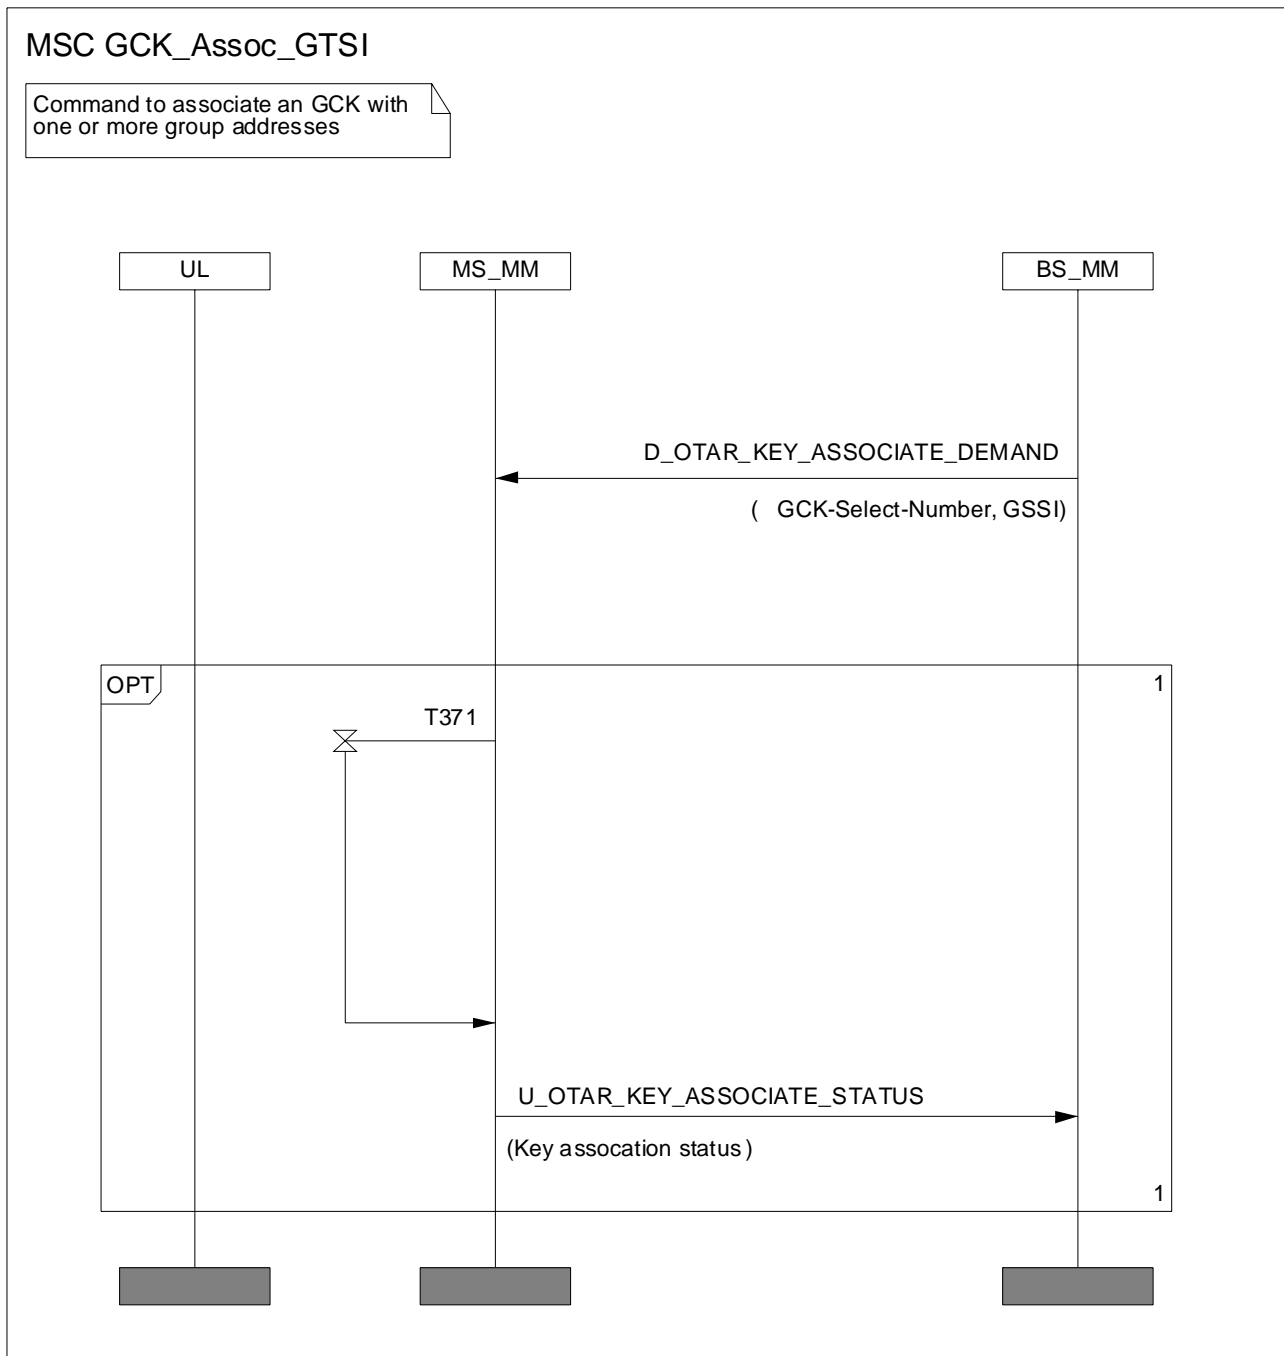 MSC GCK_Assoc_GTSI
Command to associate an GCK with
one or more group addresses
UL
MS_MM
BS_MM
D_OTAR_KEY_ASSOCIATE_DEMAND
( GCK-Select-Number, GSSI)
OPT
1
T371
U_OTAR_KEY_ASSOCIATE_STATUS
(Key assocation status)
1